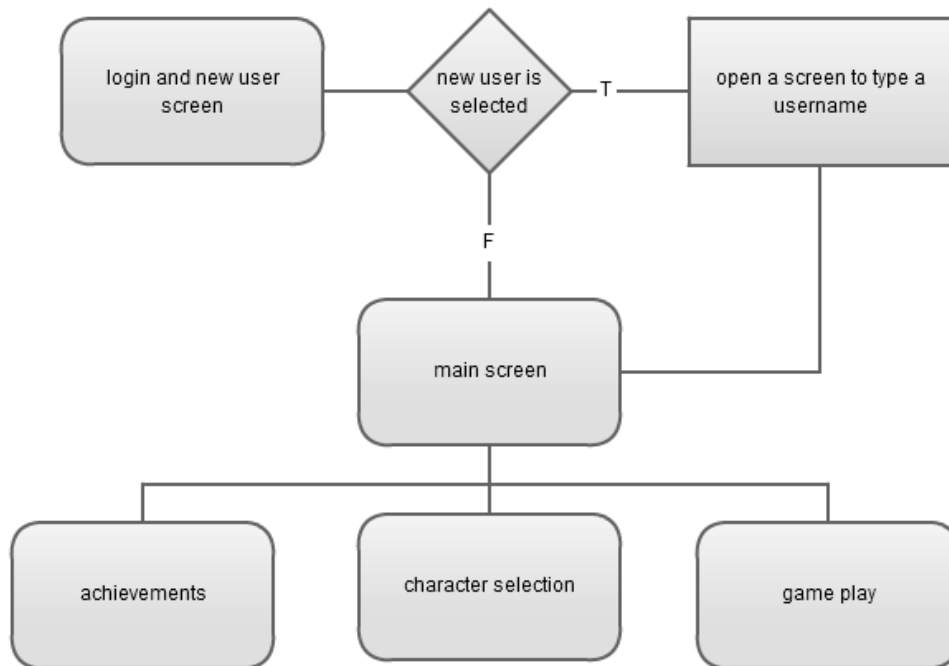 login and new user
screen
new user is
selected
T
open a screen to type a
username
F
main screen
achievements
character selection
game play